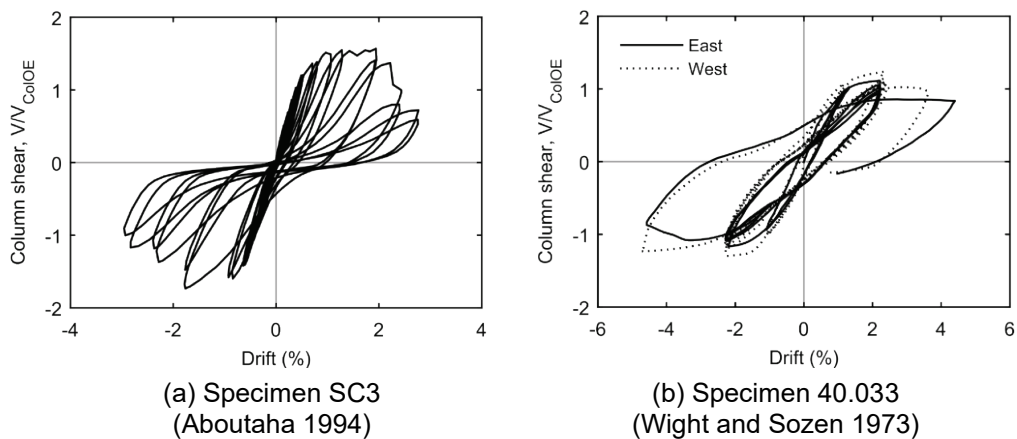 2
1
0
-1
-2
-4
-2
0
2
4
Column shear, V/V_ColOE
Drift (%)
(a) Specimen SC3
(Aboutaha 1994)
2
1
0
-1
-2
-6
-4
-2
0
2
4
6
East
West
Column shear, V/V_ColOE
Drift (%)
(b) Specimen 40.033
(Wight and Sozen 1973)